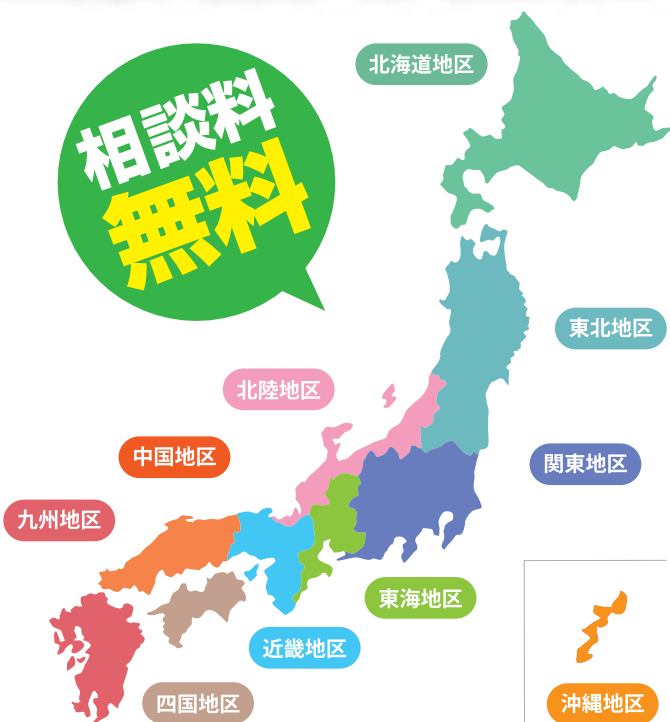 北海道地区
相談料
無料
東北地区
北陸地区
中国地区
関東地区
九州地区
東海地区
近畿地区
四国地区
沖縄地区